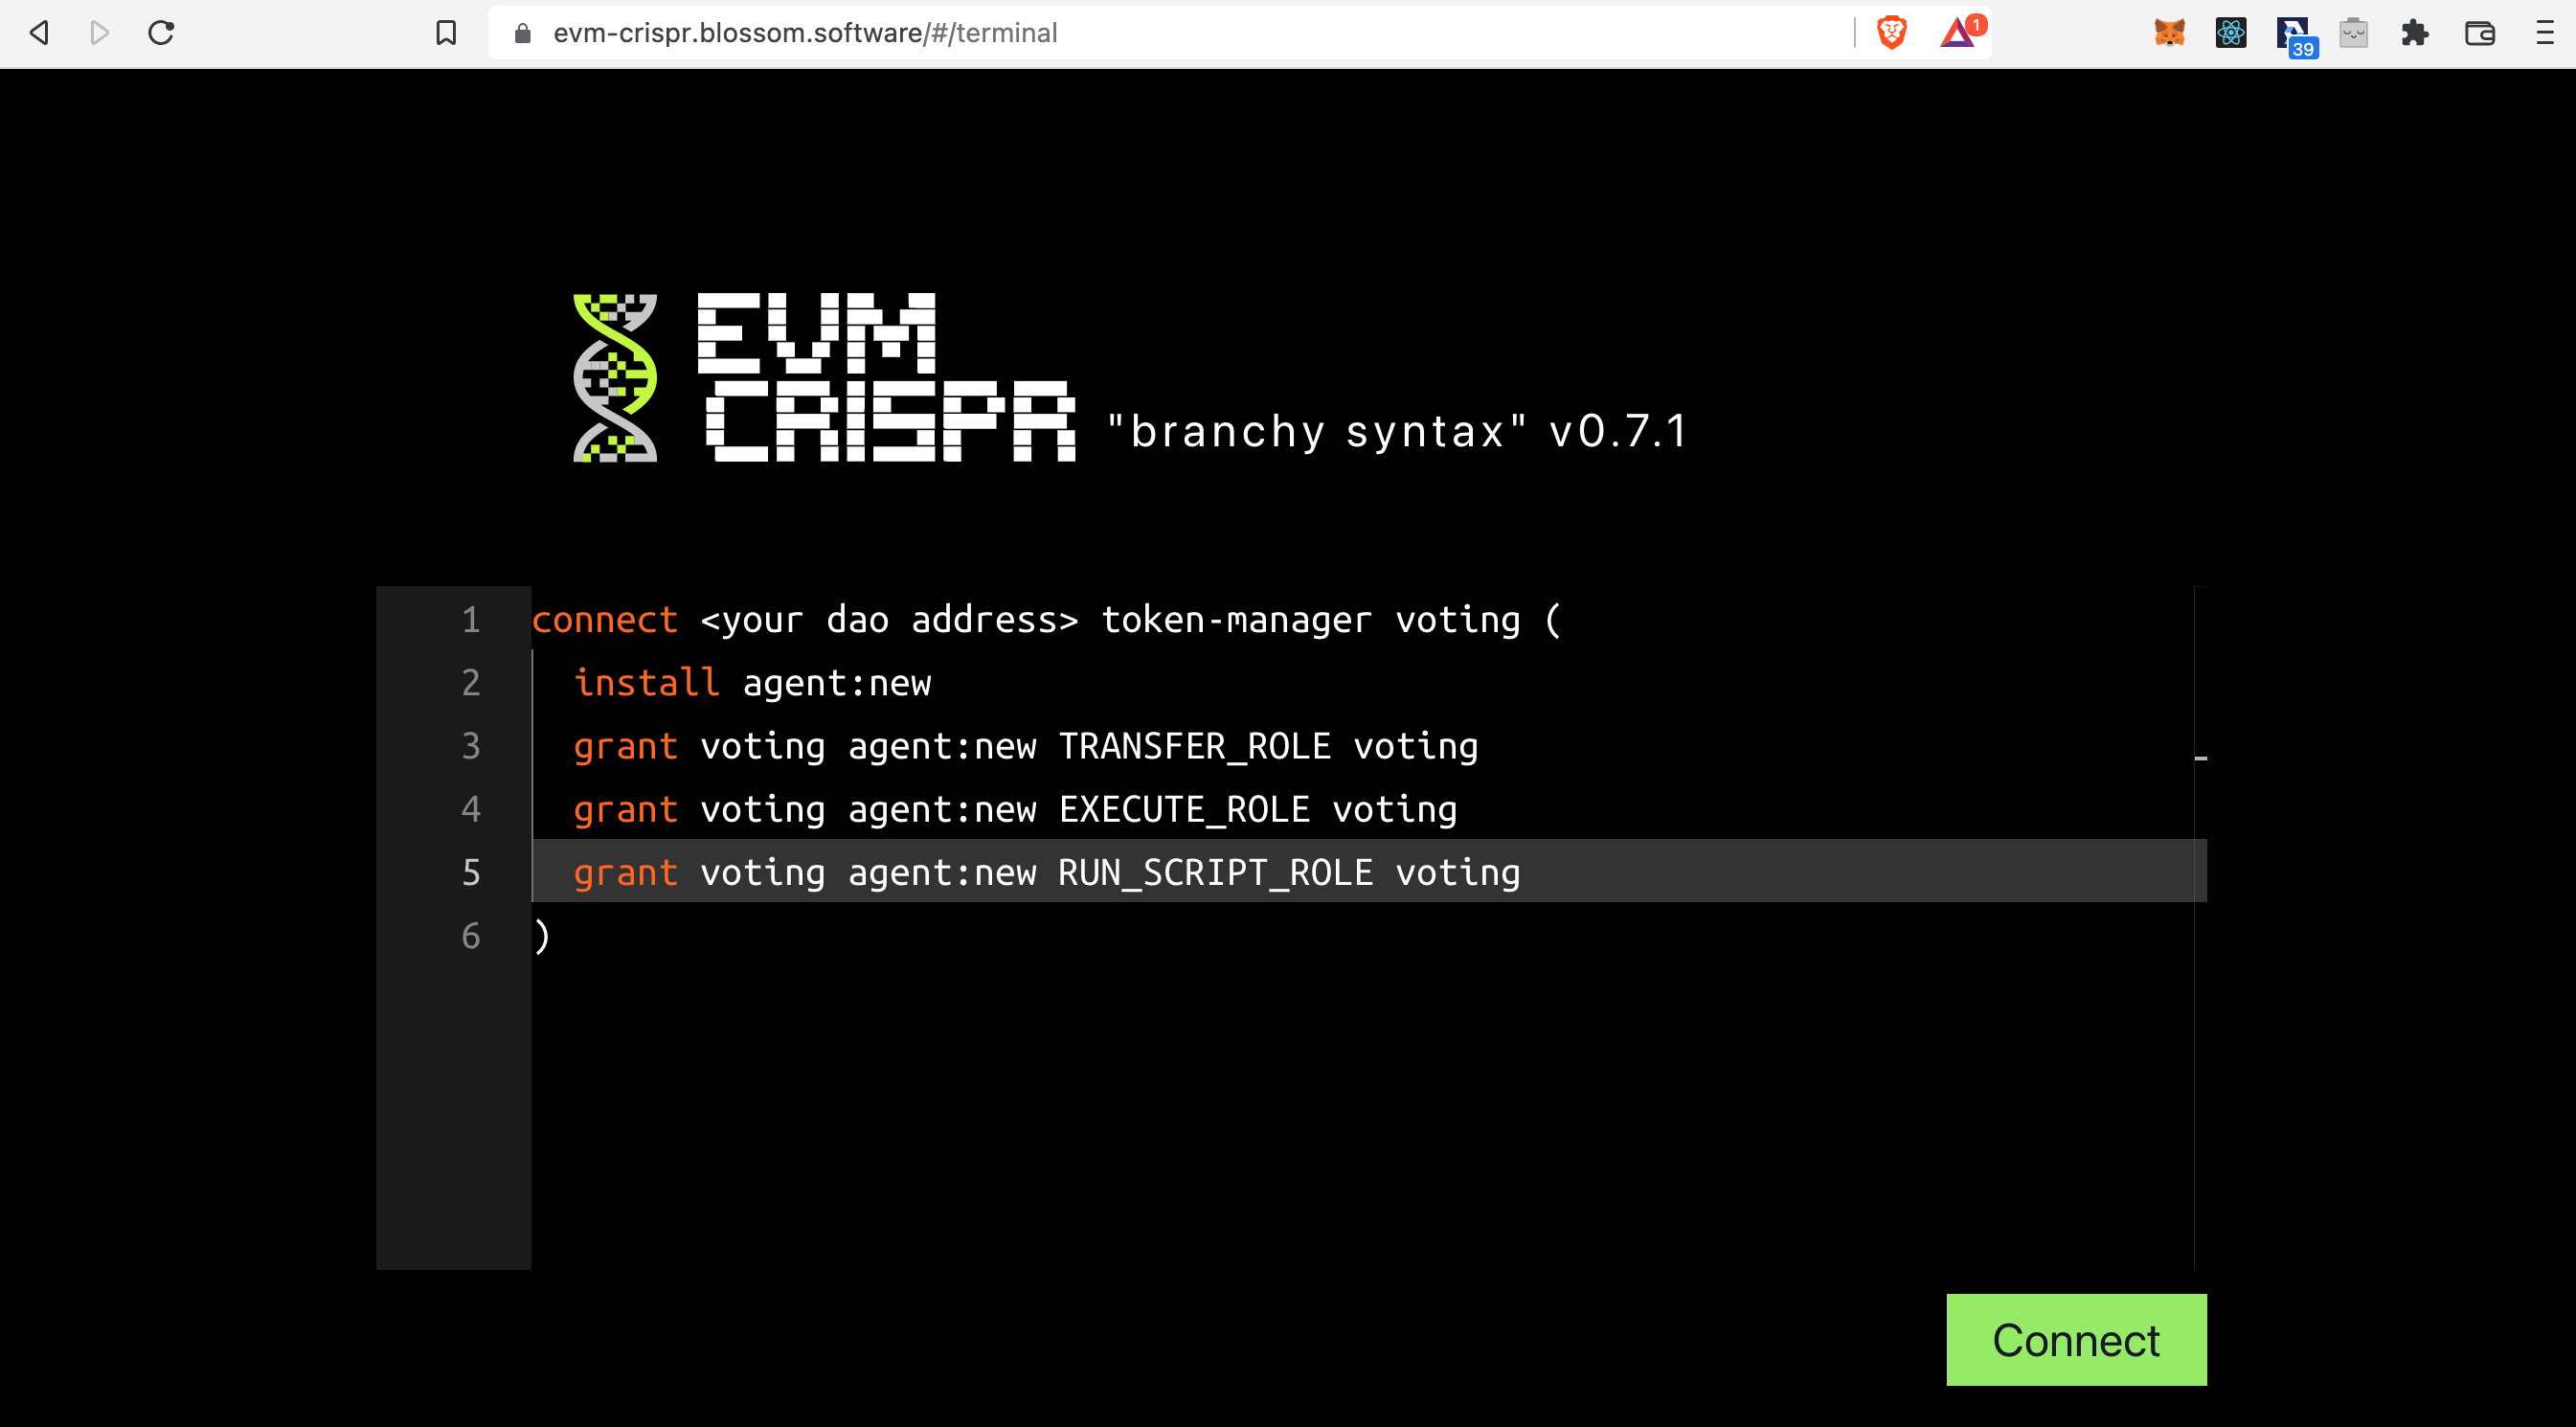 evm-crispr.blossom.software/#/terminal
1
39
EVM
CRISPR "branchy syntax" v0.7.1
1 connect <your dao address> token-manager voting (
2 install agent:new
3 grant voting agent:new TRANSFER_ROLE voting
4 grant voting agent:new EXECUTE_ROLE voting
5 grant voting agent:new RUN_SCRIPT_ROLE voting
6 )
Connect